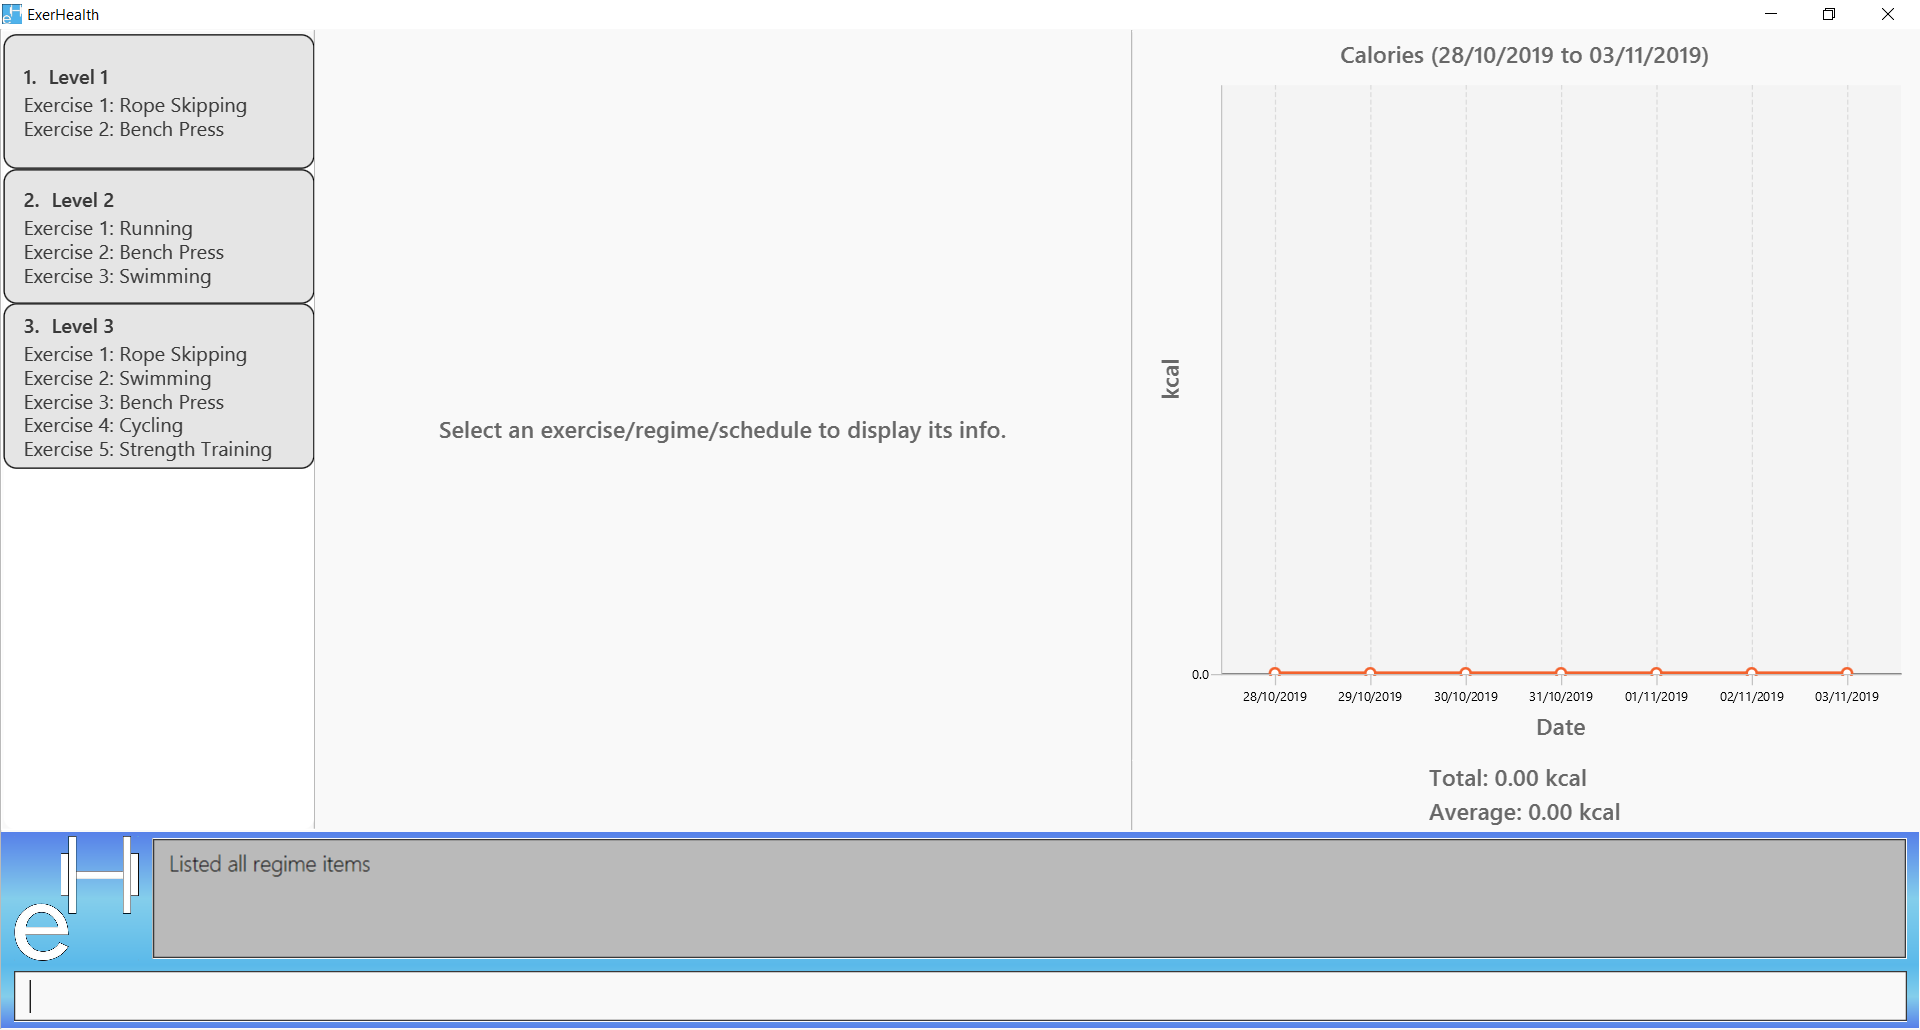 ExerHealth
1. Level 1
Exercise 1: Rope Skipping
Exercise 2: Bench Press
2. Level 2
Exercise 1: Running
Exercise 2: Bench Press
Exercise 3: Swimming
3. Level 3
Exercise 1: Rope Skipping
Exercise 2: Swimming
Exercise 3: Bench Press
Exercise 4: Cycling
Exercise 5: Strength Training
Select an exercise/regime/schedule to display its info.
Calories (28/10/2019 to 03/11/2019)
kcal
0.0
28/10/2019 29/10/2019 30/10/2019 31/10/2019 01/11/2019 02/11/2019 03/11/2019
Date
Total: 0.00 kcal
Average: 0.00 kcal
eH
Listed all regime items